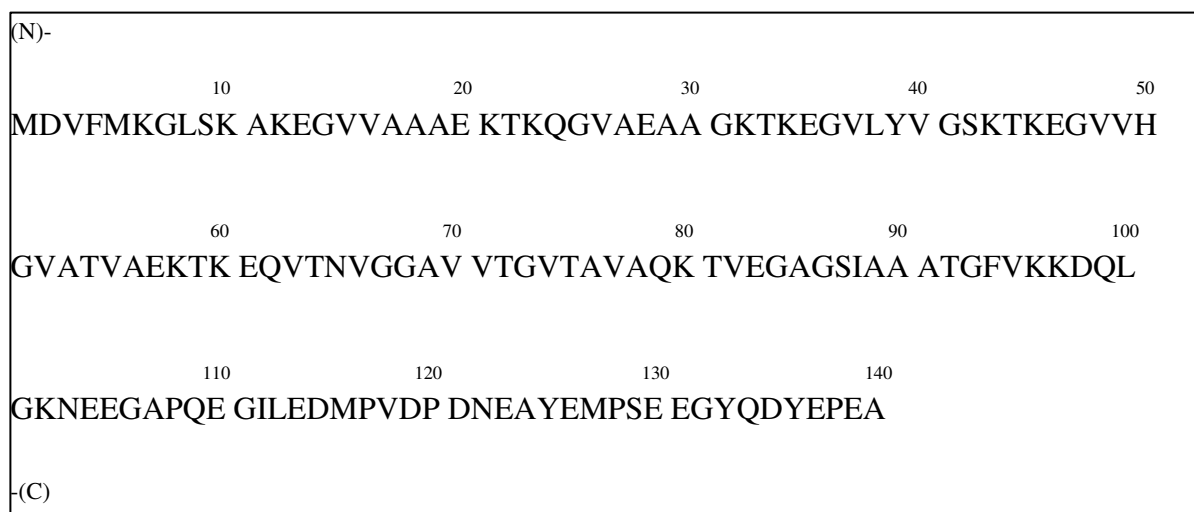 (N)-
10 20 30 40 50
MDVFMKGLSK AKEGVVAAAE KTKQGVAEAA GKTKEGVLYV GSKTKEGVVH
60 70 80 90 100
GVATVAEKTK EQVTNVGGAV VTGVTAVAQK TVEGAGSIAA ATGFVKKDQL
110 120 130 140
GKNEEGAPQE GILEDMPVDP DNEAYEMPSE EGYQDYEPEA
-(C)